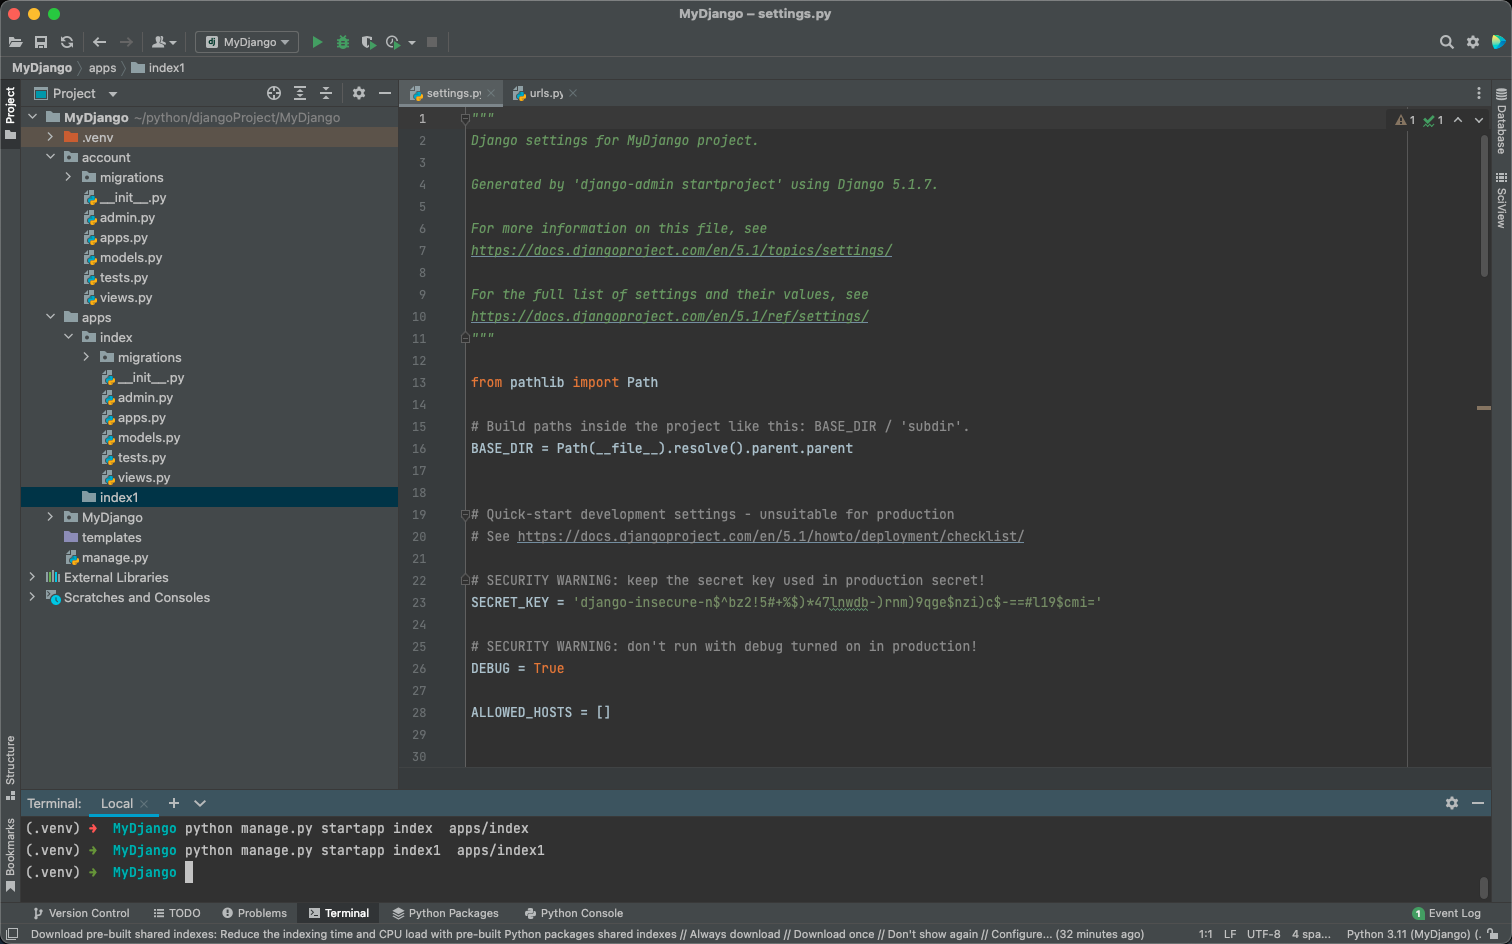 MyDjango – settings.py
MyDjango
MyDjango
apps
index1
Project
settings.py
urls.py
MyDjango ~/python/djangoProject/MyDjango
.venv
account
migrations
__init__.py
admin.py
apps.py
models.py
tests.py
views.py
apps
index
migrations
__init__.py
admin.py
apps.py
models.py
tests.py
views.py
index1
MyDjango
templates
manage.py
External Libraries
Scratches and Consoles
Project
Structure
Bookmarks
1 """
2 Django settings for MyDjango project.
3
4 Generated by 'django-admin startproject' using Django 5.1.7.
5
6 For more information on this file, see
7 https://docs.djangoproject.com/en/5.1/topics/settings/
8
9 For the full list of settings and their values, see
10 https://docs.djangoproject.com/en/5.1/ref/settings/
11 """
12
13 from pathlib import Path
14
15 # Build paths inside the project like this: BASE_DIR / 'subdir'.
16 BASE_DIR = Path(__file__).resolve().parent.parent
17
18
19 # Quick-start development settings - unsuitable for production
20 # See https://docs.djangoproject.com/en/5.1/howto/deployment/checklist/
21
22 # SECURITY WARNING: keep the secret key used in production secret!
23 SECRET_KEY = 'django-insecure-n$^bz2!5#+%$)*47lnwdb-)rnm)9qge$nzi)c$-==#l19$cmi='
24
25 # SECURITY WARNING: don't run with debug turned on in production!
26 DEBUG = True
27
28 ALLOWED_HOSTS = []
29
30
1 1
Database
SciView
Terminal: Local
(.venv) ➜ MyDjango python manage.py startapp index apps/index
(.venv) ➜ MyDjango python manage.py startapp index1 apps/index1
(.venv) ➜ MyDjango
Version Control
TODO
Problems
Terminal
Python Packages
Python Console
1 Event Log
Download pre-built shared indexes: Reduce the indexing time and CPU load with pre-built Python packages shared indexes // Always download // Download once // Don't show again // Configure... (32 minutes ago)
1:1 LF UTF-8 4 spa... Python 3.11 (MyDjango) (.